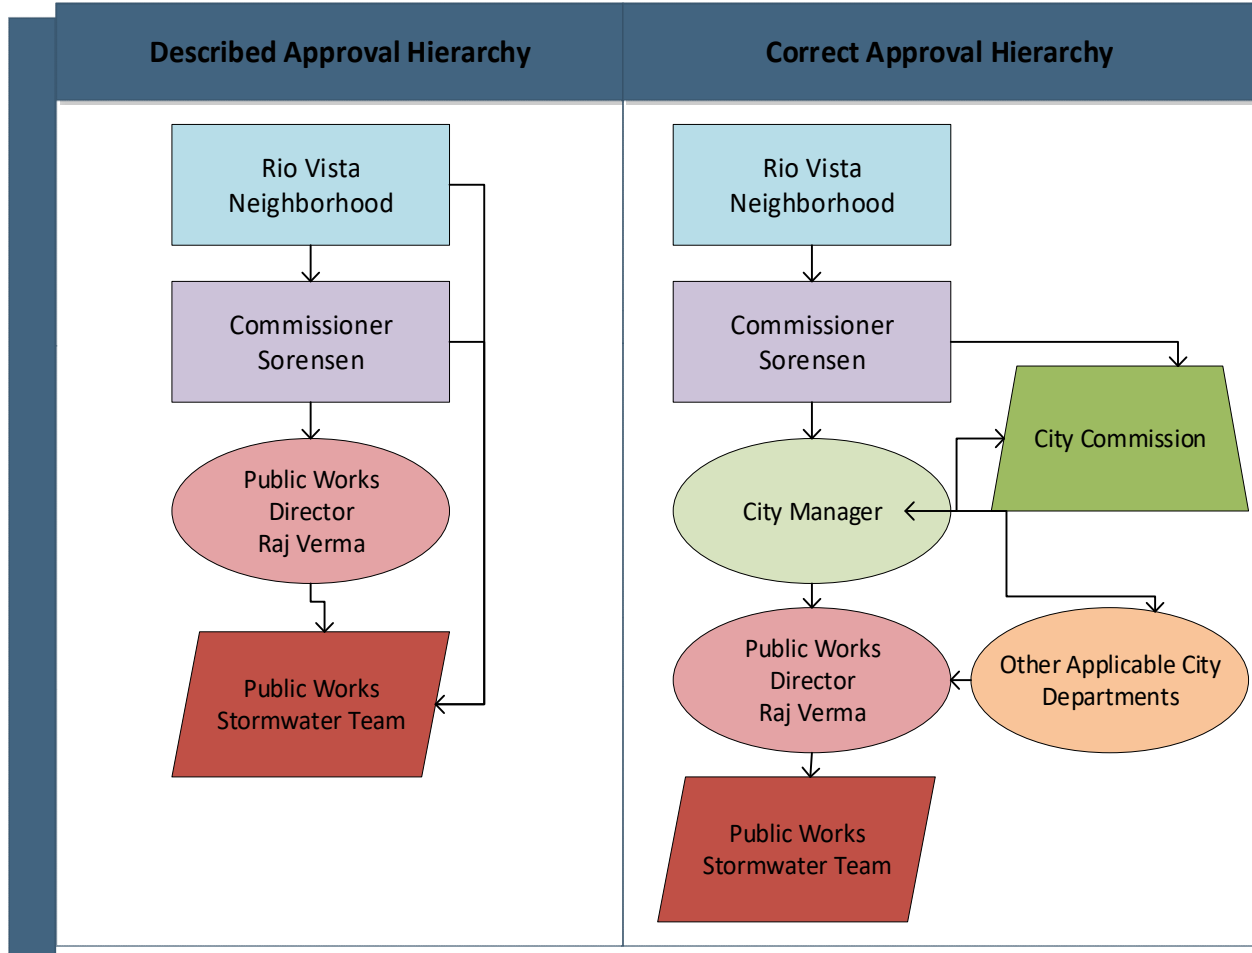 Described Approval Hierarchy
Correct Approval Hierarchy
Rio Vista
Neighborhood
Commissioner
Sorensen
Public Works
Director
Raj Verma
Public Works
Stormwater Team
Rio Vista
Neighborhood
Commissioner
Sorensen
City Commission
City Manager
Public Works
Director
Raj Verma
Other Applicable City
Departments
Public Works
Stormwater Team